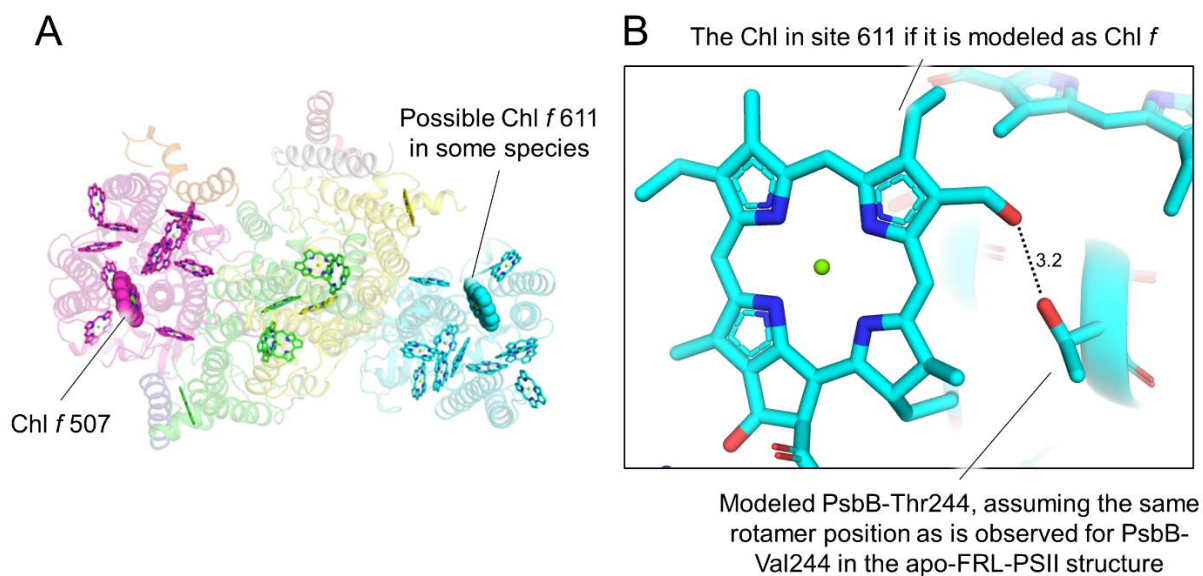 A
Possible Chl f 611
in some species
Chl f 507
B
The Chl in site 611 if it is modeled as Chl f
3.2
Modeled PsbB-Thr244, assuming the same
rotamer position as is observed for PsbB-
Val244 in the apo-FRL-PSII structure